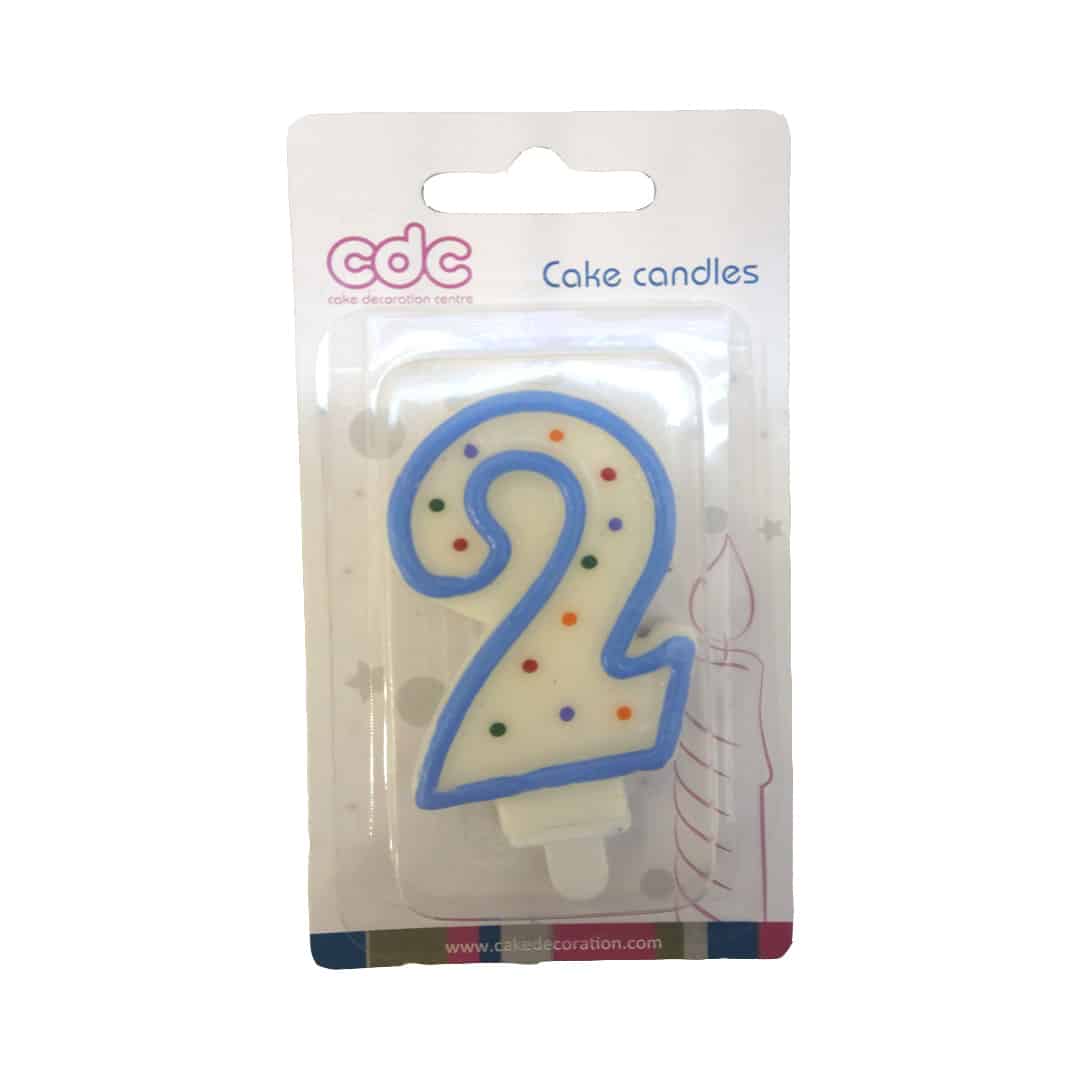 cdc
cake decoration centre
Cake candles
2
www.cakedecoration.com